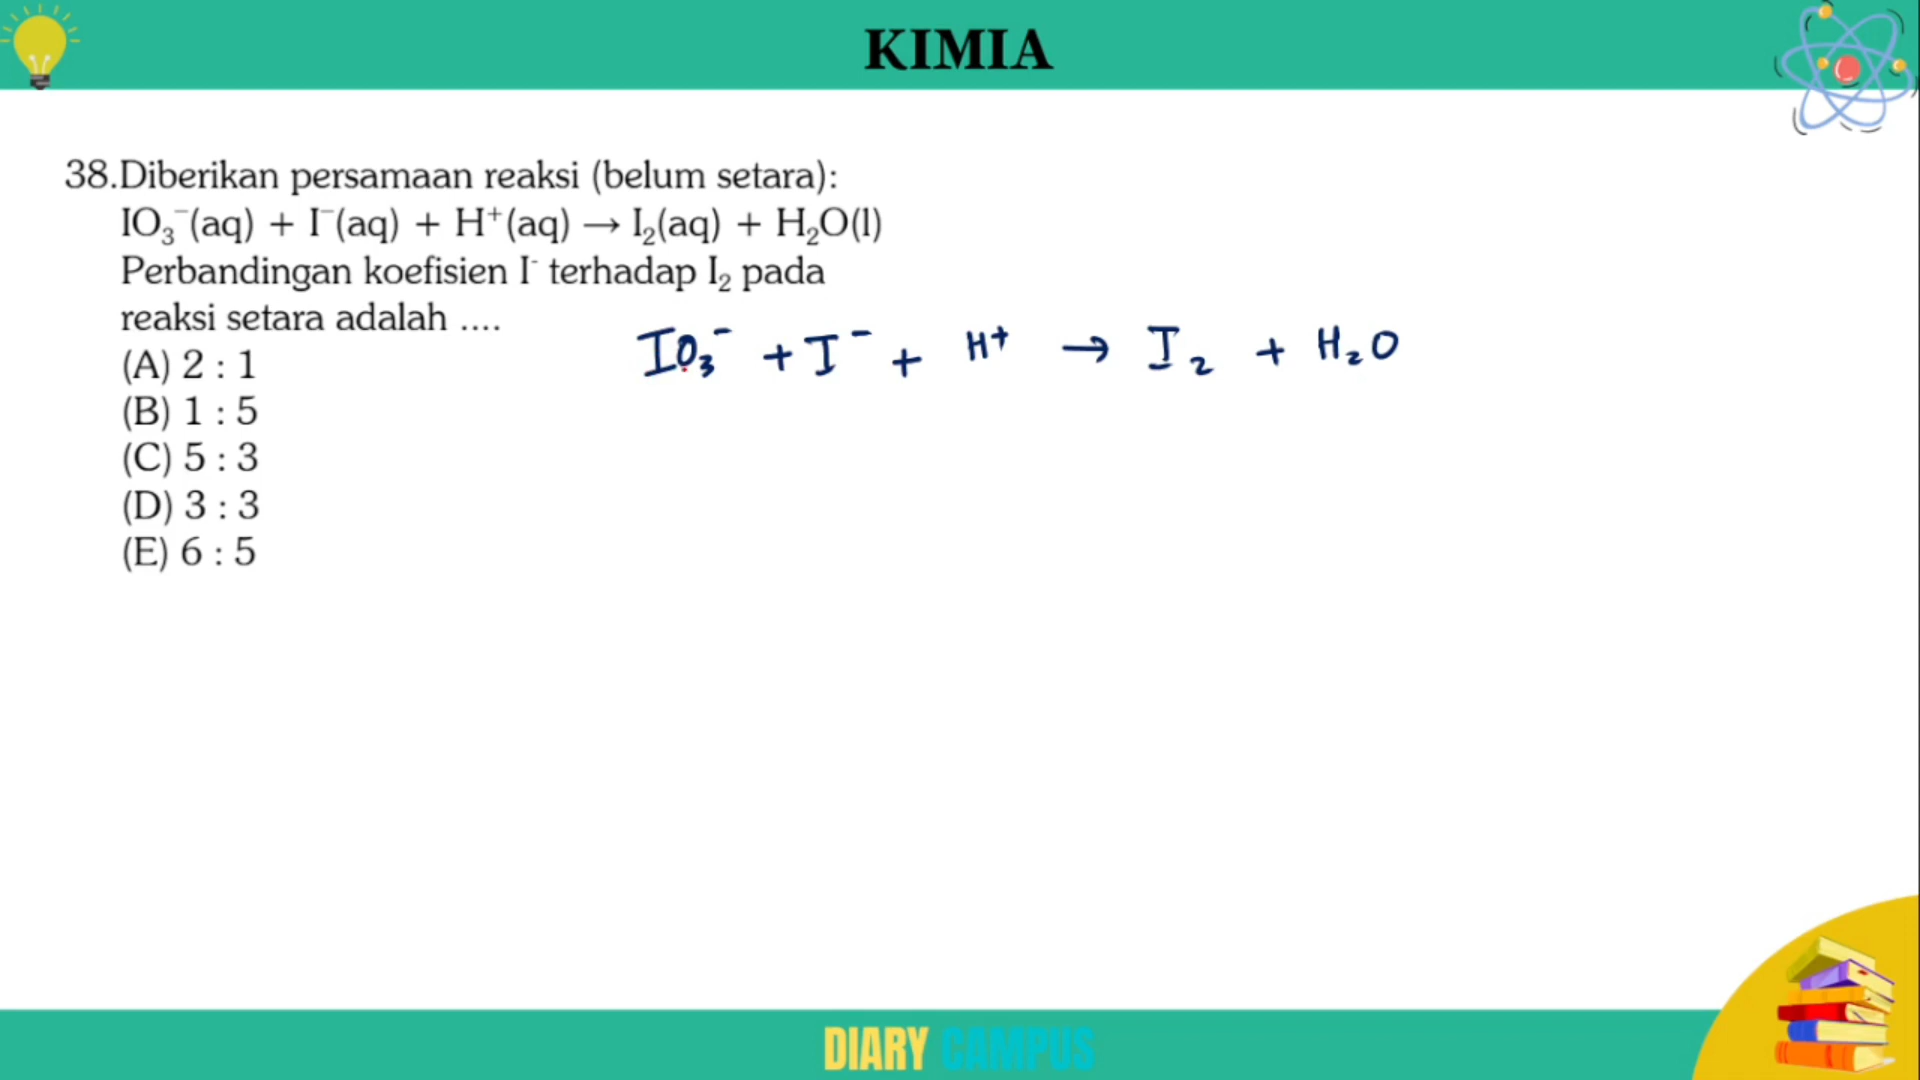 KIMIA
38.Diberikan persamaan reaksi (belum setara):
IO₃⁻(aq) + I⁻(aq) + H⁺(aq) → I₂(aq) + H₂O(l)
Perbandingan koefisien I⁻ terhadap I₂ pada
reaksi setara adalah ....
(A) 2 : 1
(B) 1 : 5
(C) 5 : 3
(D) 3 : 3
(E) 6 : 5
IO₃⁻ + I⁻ + H⁺ → I₂ + H₂O
DIARY CAMPUS